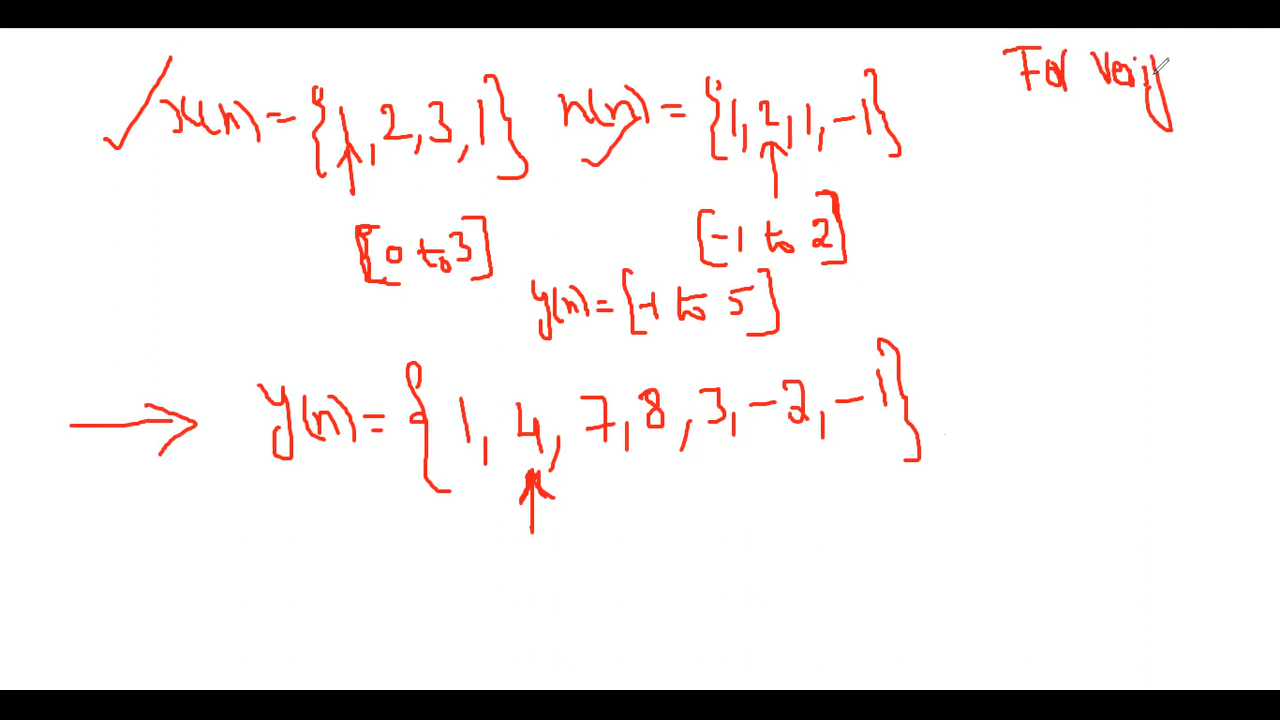 For verify
x(n) = {1, 2, 3, 1} h(n) = {1, 2, 1, -1}
↑ ↑
[0 to 3] [-1 to 2]
y(n) = [-1 to 5]
→ y(n) = {1, 4, 7, 8, 3, -2, -1}
↑